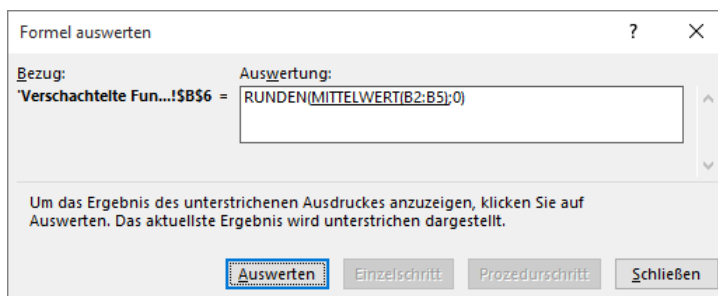 Formel auswerten ?
Bezug: Auswertung:
'Verschachtelte Fun...!$B$6 = RUNDEN(MITTELWERT(B2:B5);0)
Um das Ergebnis des unterstrichenen Ausdruckes anzuzeigen, klicken Sie auf
Auswerten. Das aktuellste Ergebnis wird unterstrichen dargestellt.
Auswerten Einzelschritt Prozedurschritt Schließen